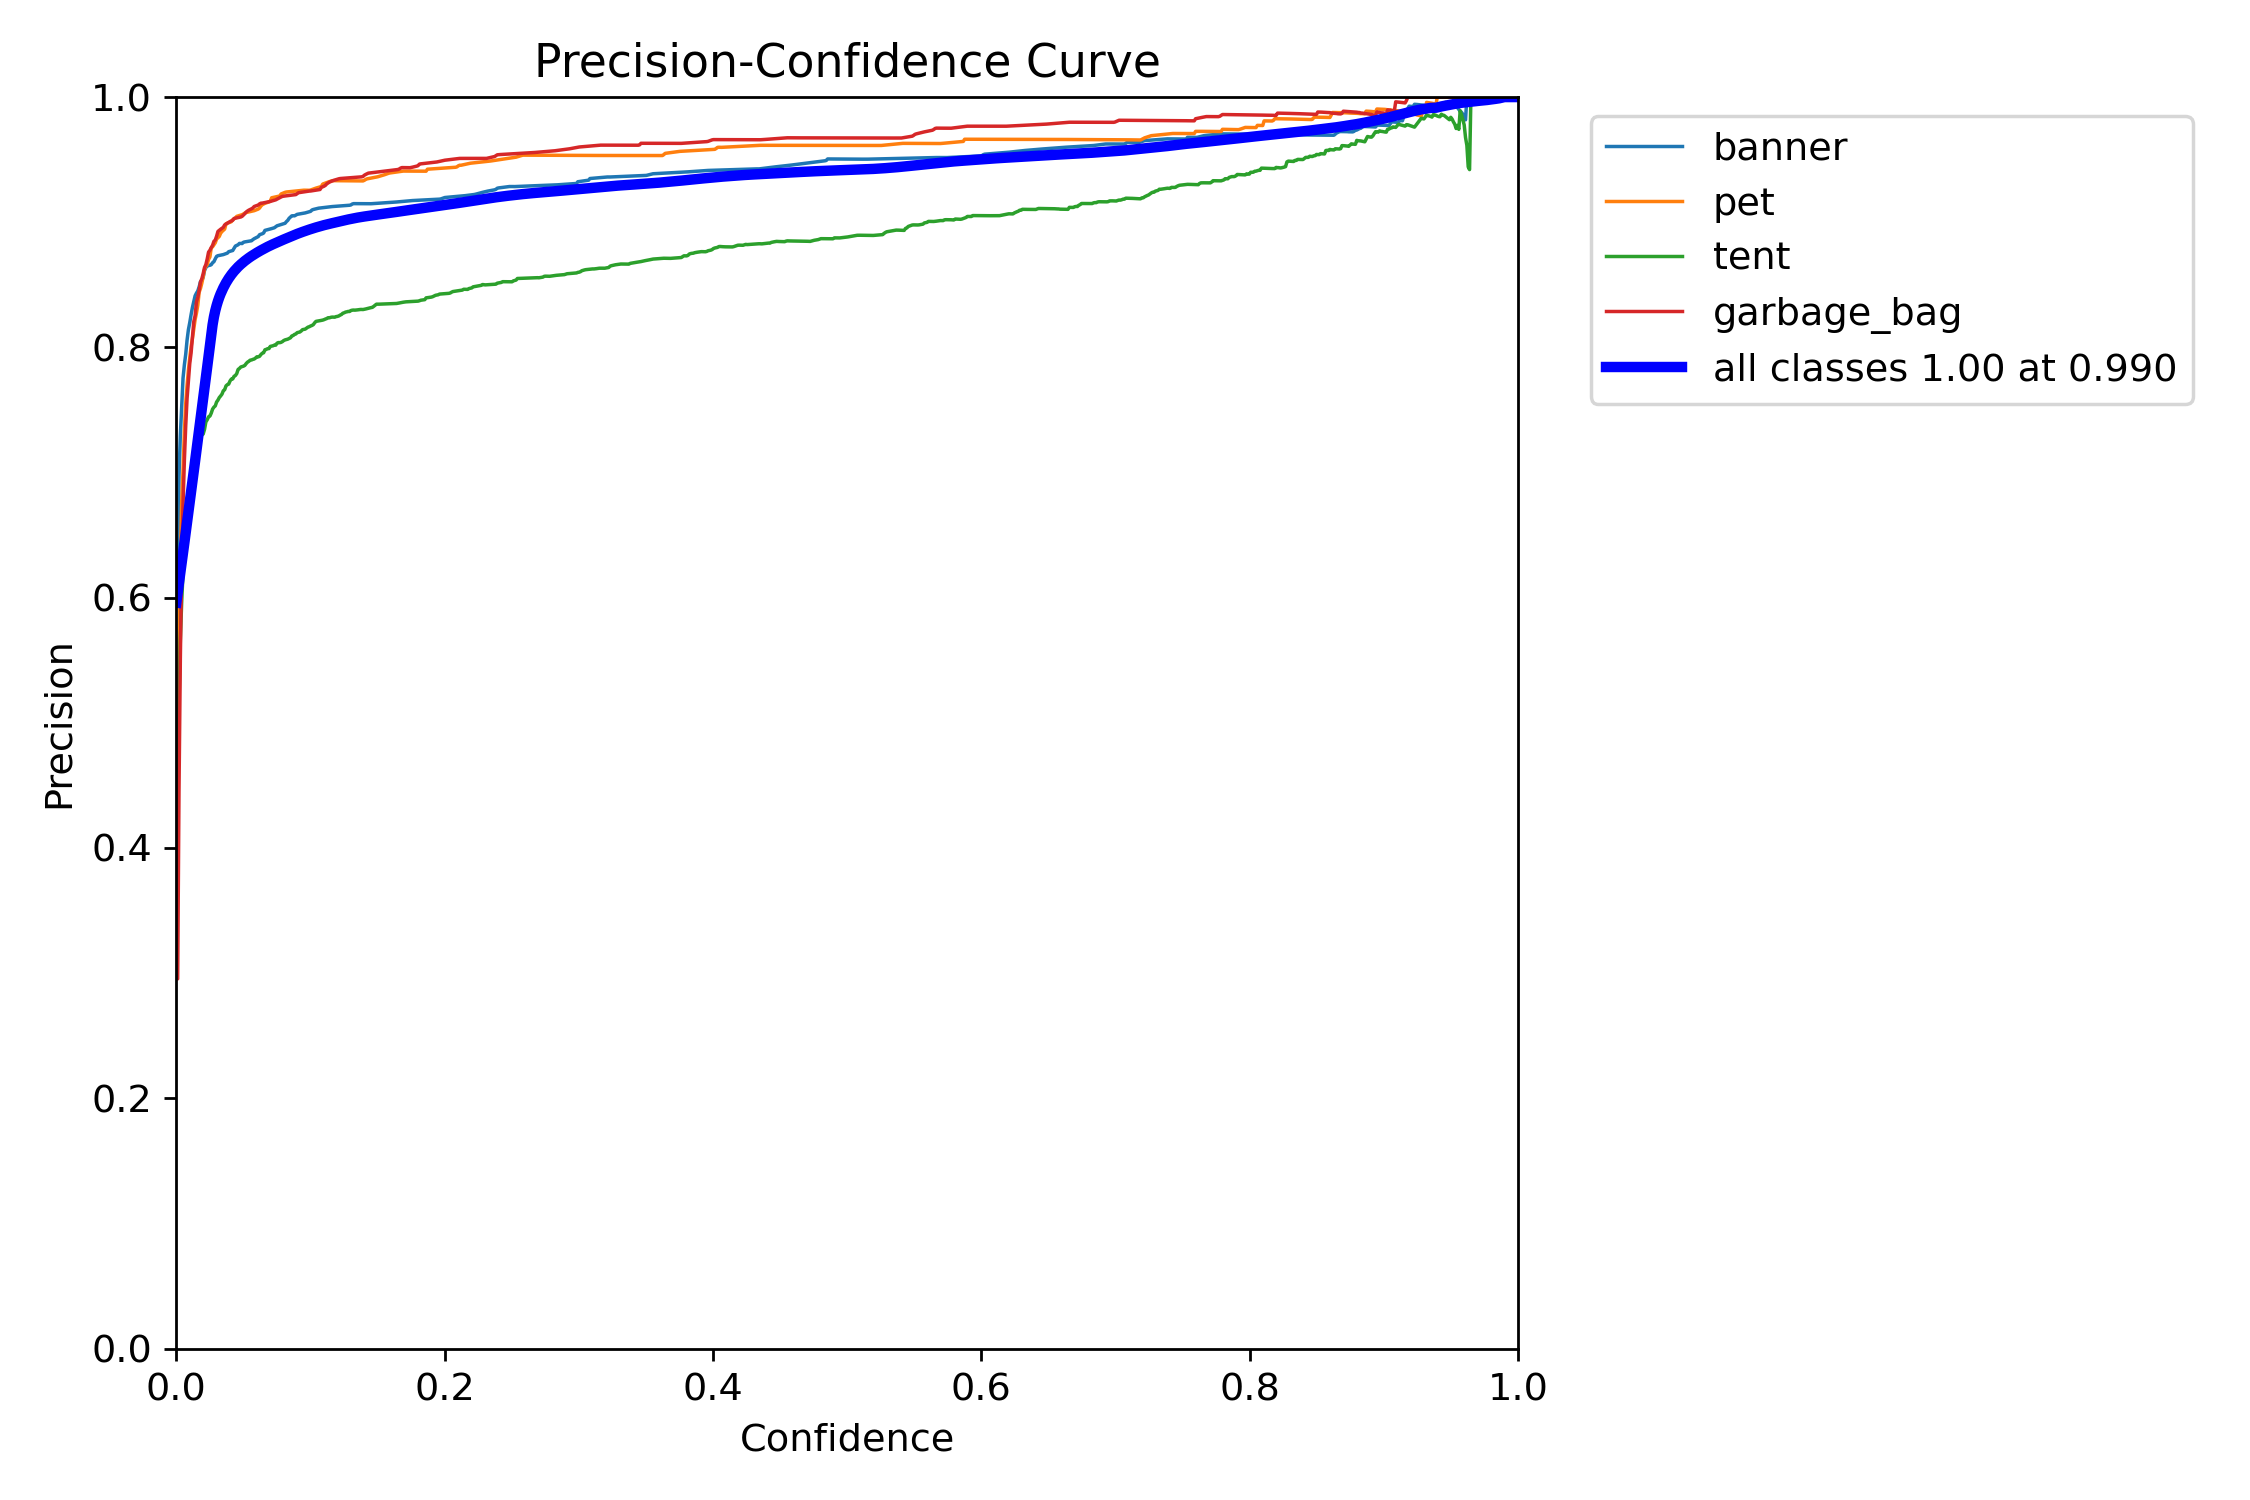 Precision-Confidence Curve
1.0
0.8
0.6
0.4
0.2
0.0
Precision
0.0 0.2 0.4 0.6 0.8 1.0
Confidence
banner
pet
tent
garbage_bag
all classes 1.00 at 0.990